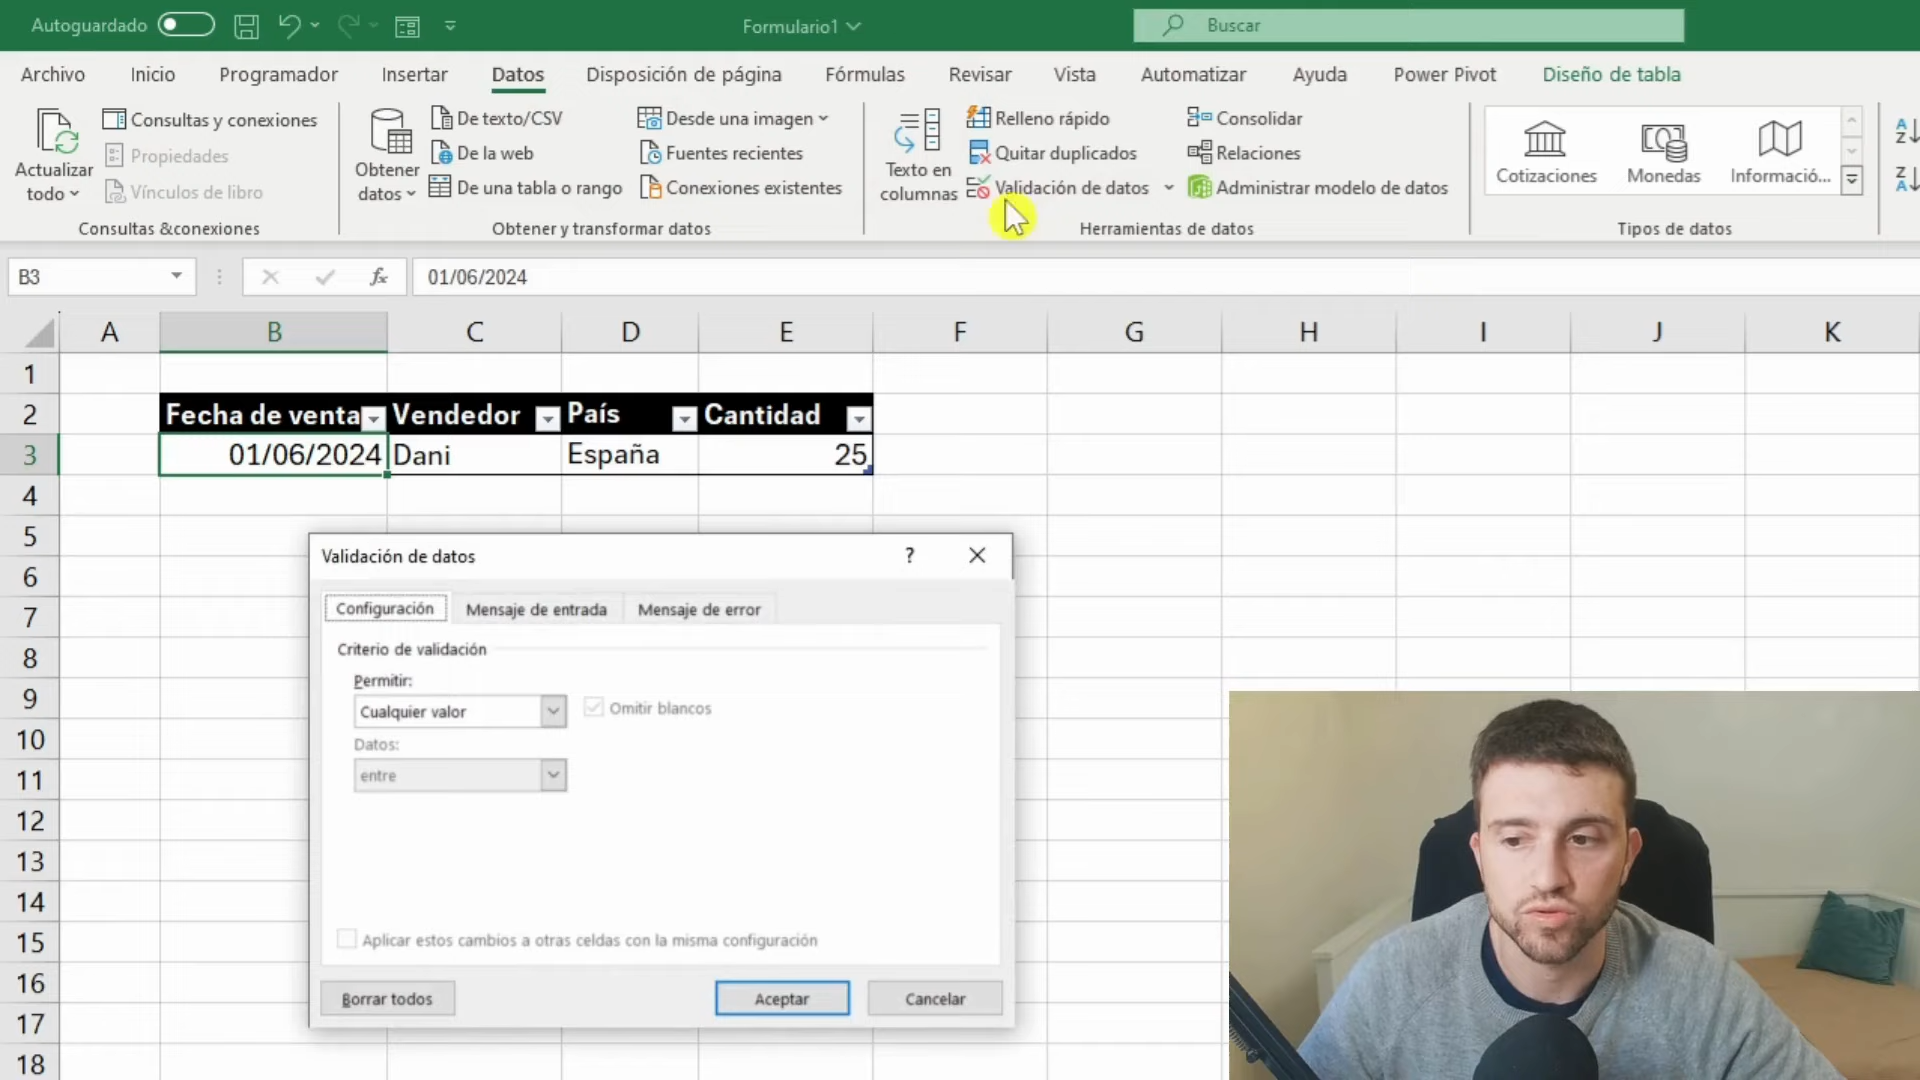 Autoguardado
Formulario1
Buscar
Archivo Inicio Programador Insertar Datos Disposición de página Fórmulas Revisar Vista Automatizar Ayuda Power Pivot Diseño de tabla
Actualizar todo
Consultas y conexiones
Propiedades
Vínculos de libro
Consultas &conexiones
Obtener datos
De texto/CSV
De la web
De una tabla o rango
Desde una imagen
Fuentes recientes
Conexiones existentes
Obtener y transformar datos
Texto en columnas
Relleno rápido
Quitar duplicados
Validación de datos
Consolidar
Relaciones
Administrar modelo de datos
Herramientas de datos
Cotizaciones
Monedas
Informació...
Tipos de datos
A
Z
Z
A
B3
fx
01/06/2024
A B C D E F G H I J K
1
2 Fecha de venta Vendedor País Cantidad
3 01/06/2024 Dani España 25
4
5
6
7
8
9
10
11
12
13
14
15
16
17
18
Validación de datos ?
Configuración Mensaje de entrada Mensaje de error
Criterio de validación
Permitir:
Cualquier valor Omitir blancos
Datos:
entre
Aplicar estos cambios a otras celdas con la misma configuración
Borrar todos Aceptar Cancelar